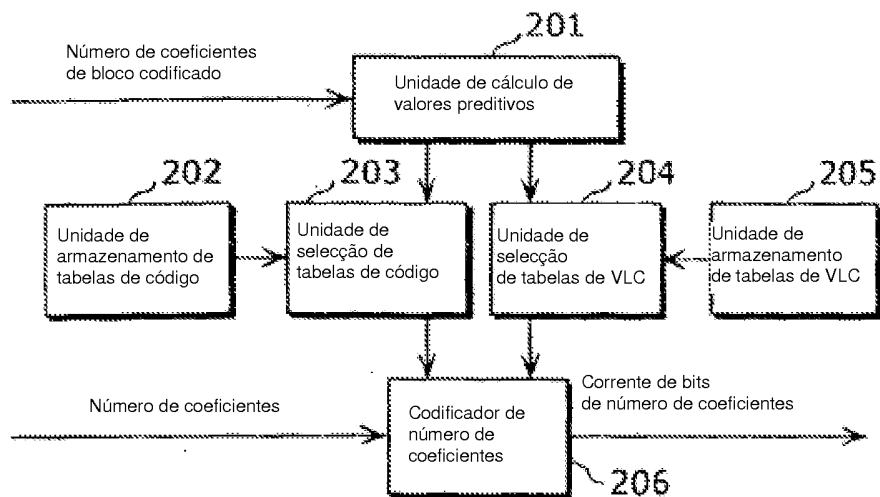 201
Número de coeficientes
de bloco codificado
Unidade de cálculo de
valores preditivos
202
203
204
205
Unidade de
armazenamento de
tabelas de código
Unidade de
selecção de
tabelas de código
Unidade de
selecção
de tabelas de VLC
Unidade de
armazenamento
de tabelas de VLC
Número de coeficientes
Codificador de
número de
coeficientes
Corrente de bits
de número de coeficientes
206